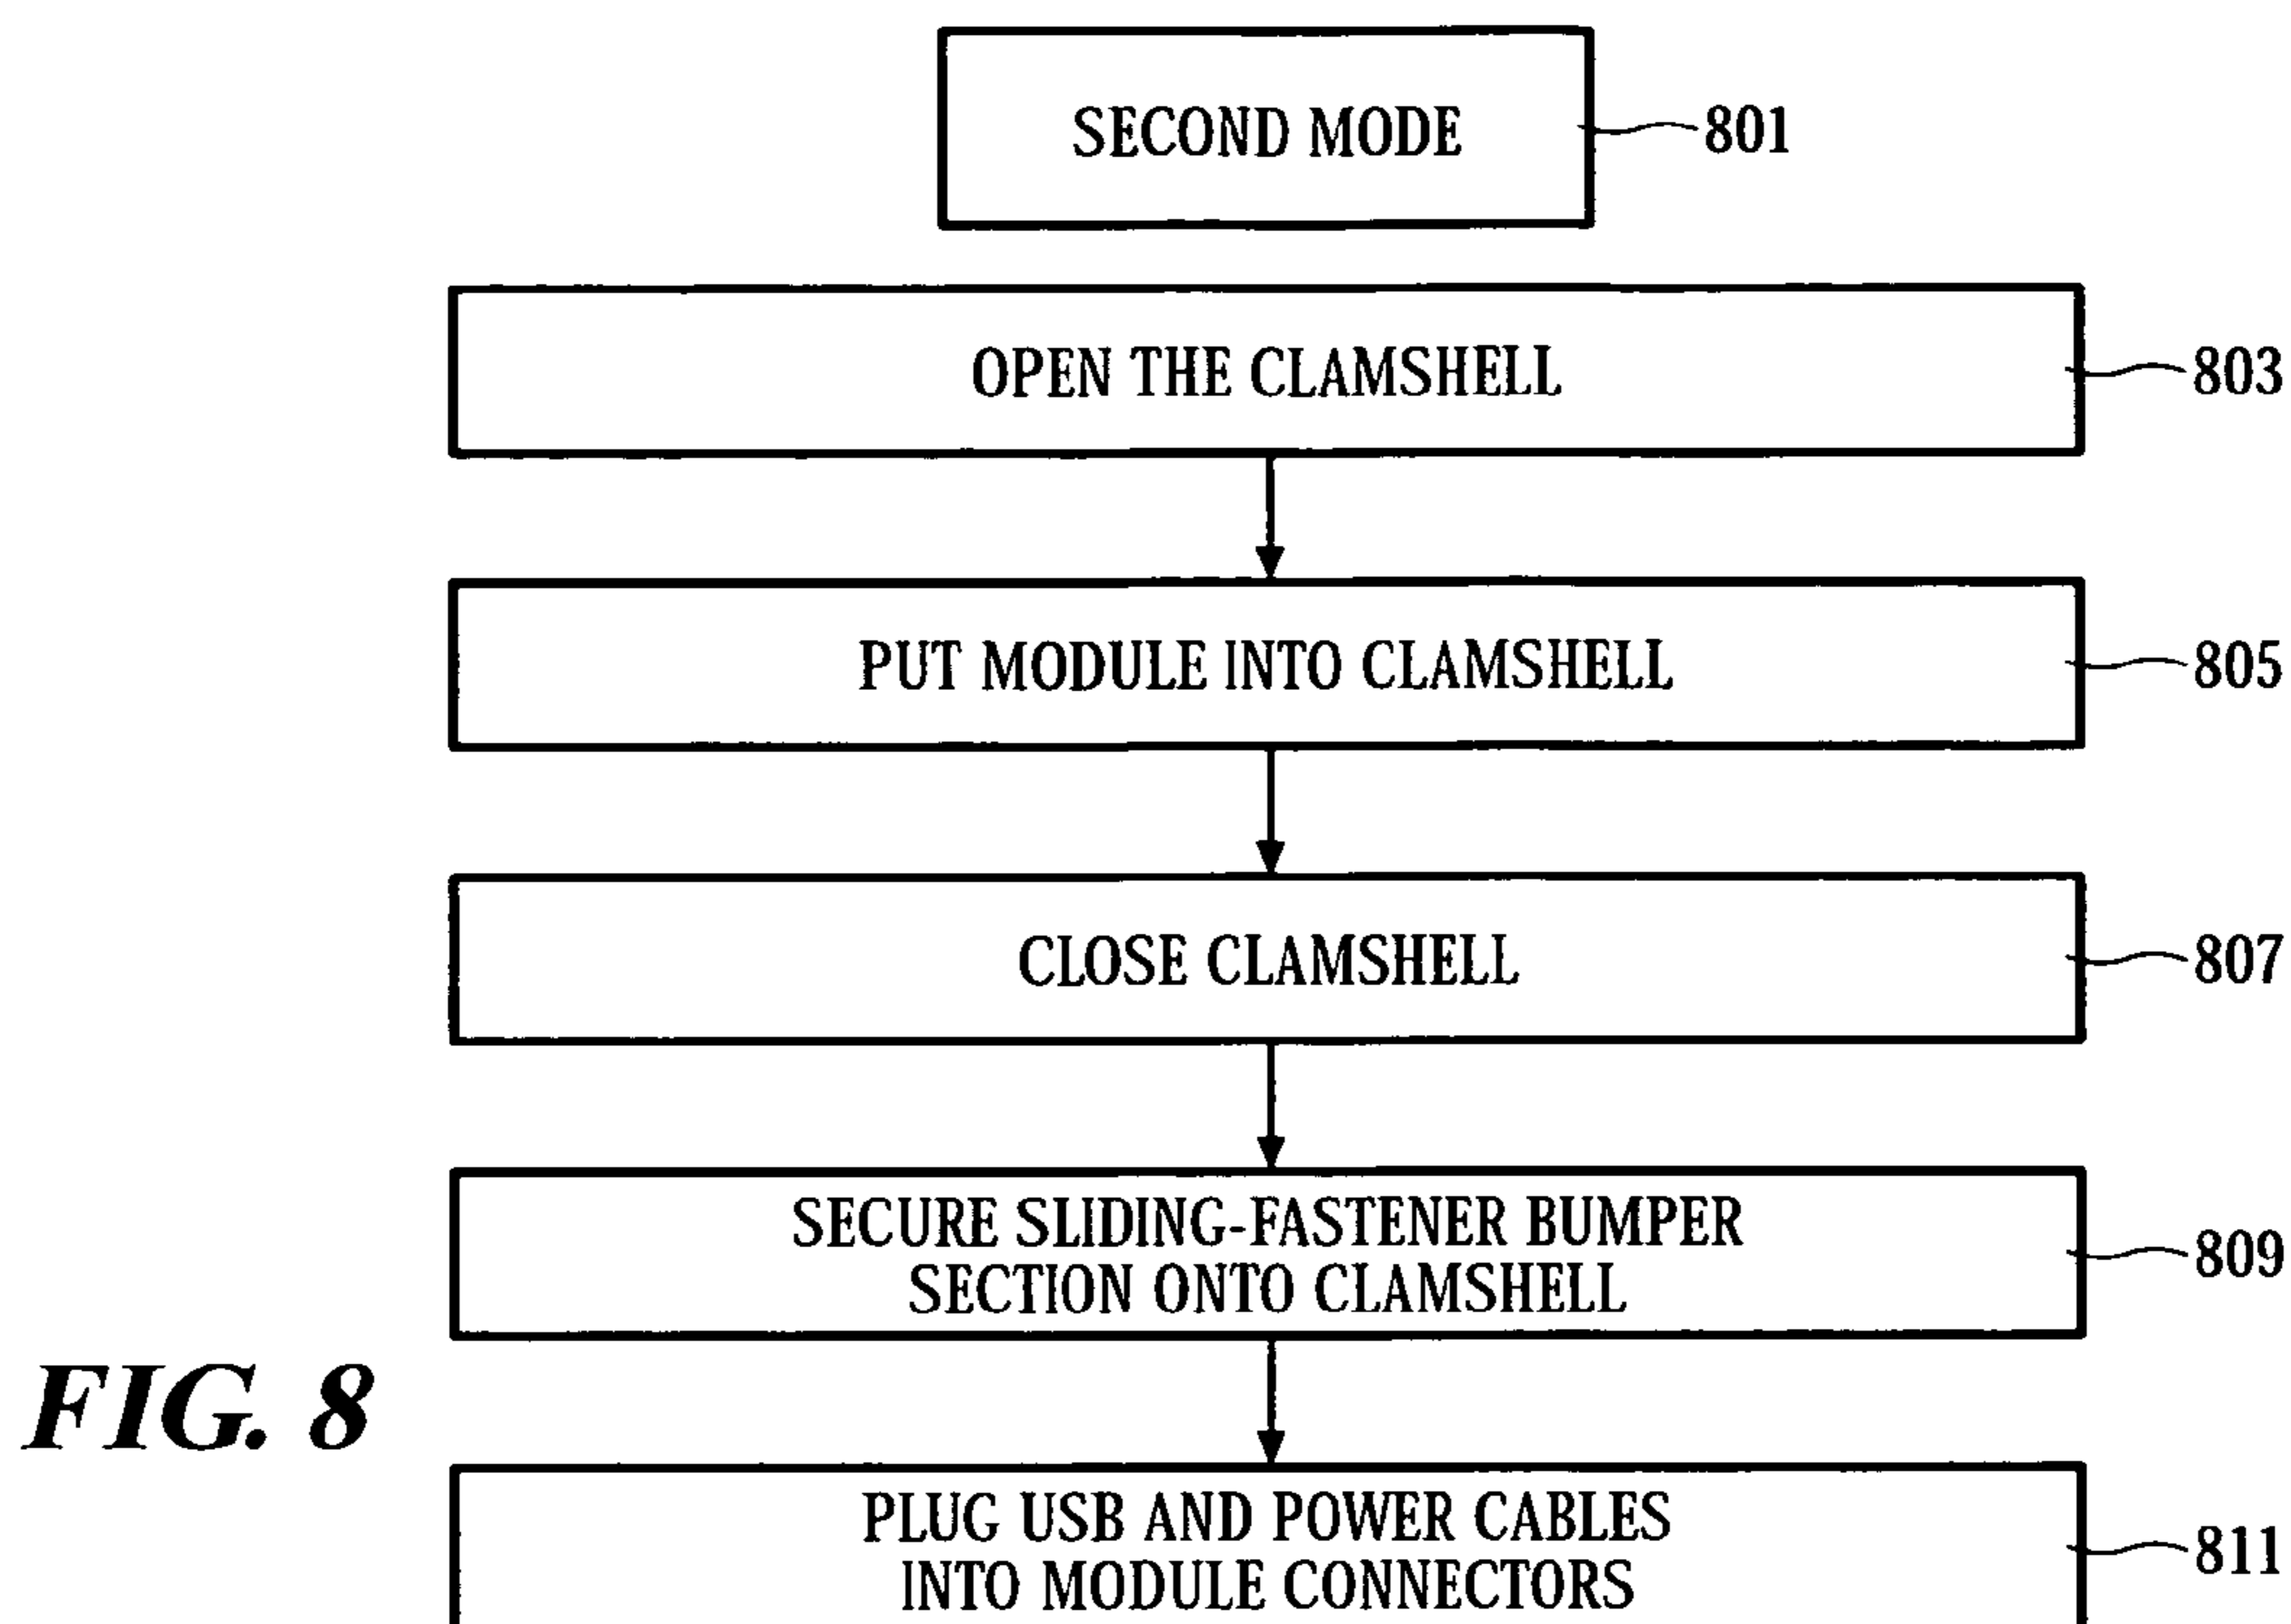 SECOND MODE
801
OPEN THE CLAMSHELL
803
PUT MODULE INTO CLAMSHELL
805
CLOSE CLAMSHELL
807
SECURE SLIDING-FASTENER BUMPER
SECTION ONTO CLAMSHELL
809
FIG. 8
PLUG USB AND POWER CABLES
INTO MODULE CONNECTORS
811